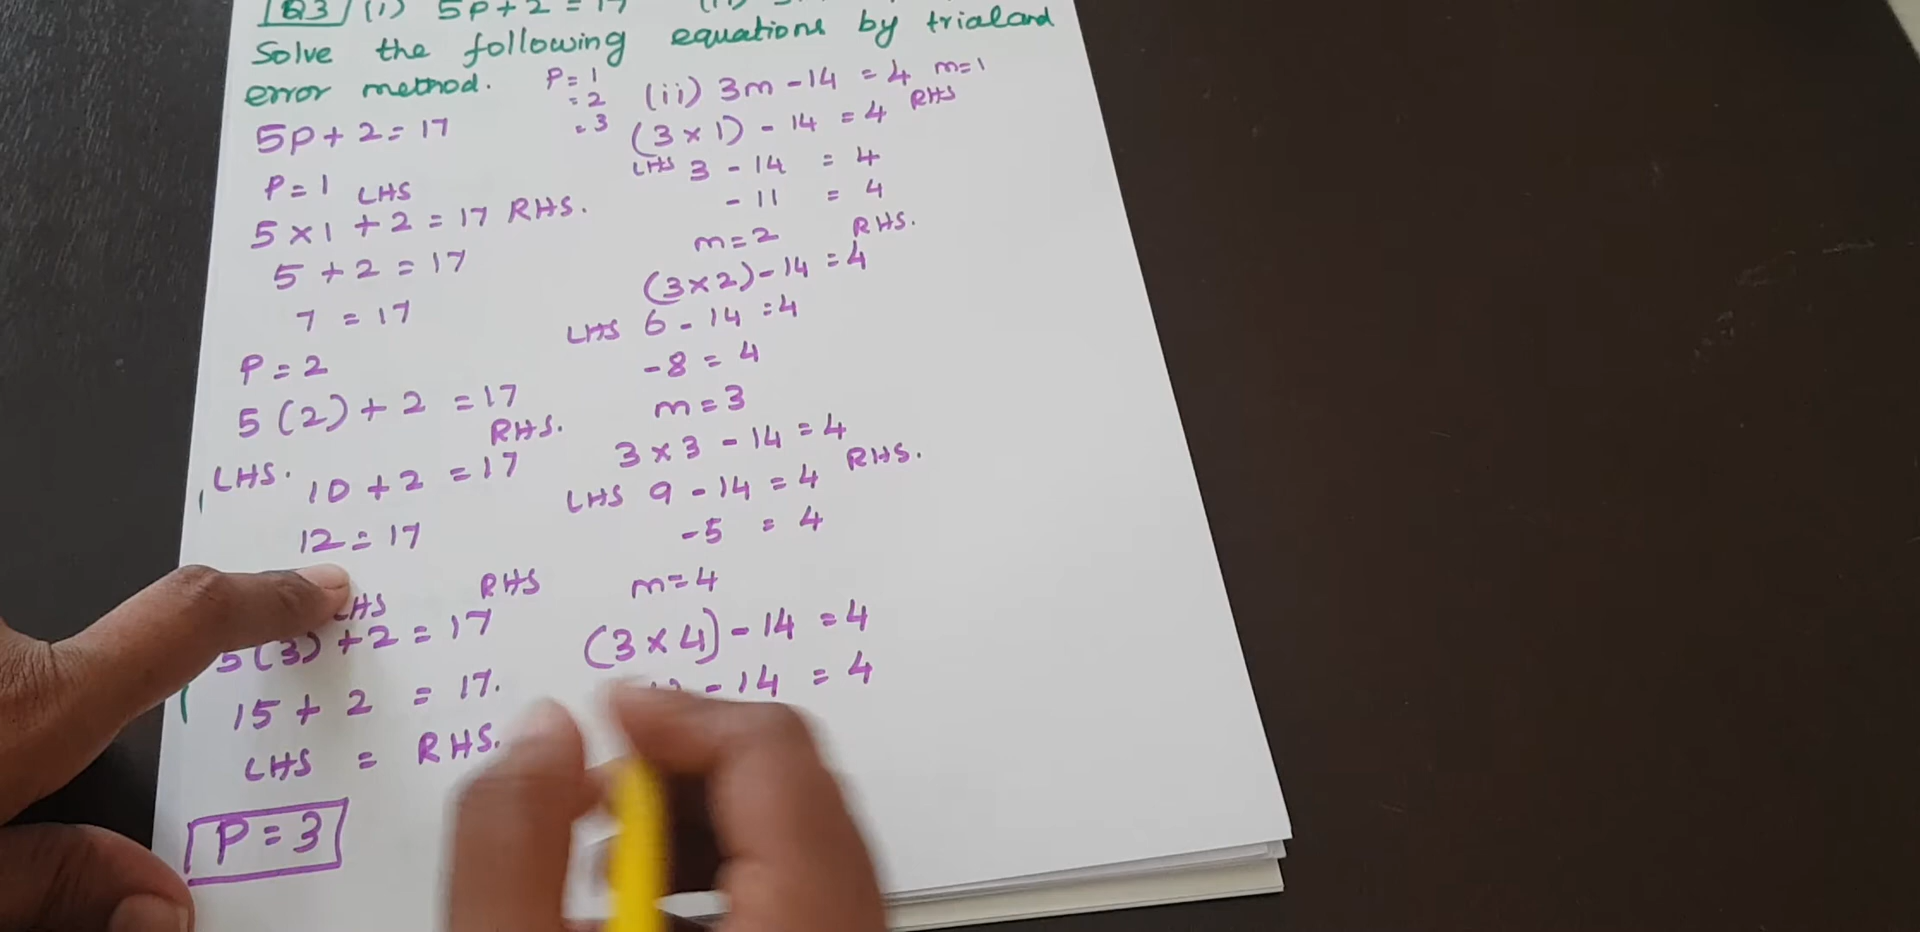 Q3 (i) 5p+2=17 (ii)
Solve the following equations by trial and
error method.
5p+2=17
P=1 LHS
5×1+2=17 RHS.
5+2=17
7=17
P=2
5(2)+2=17
RHS.
LHS. 10+2=17
12=17
LHS RHS
5(3)+2=17
15+2=17.
LHS = RHS.
P=3
P=1
=2
=3
(ii) 3m-14=4 m=1
(3×1)-14=4 RHS
LHS 3-14=4
-11=4
m=2 RHS.
(3×2)-14=4
LHS 6-14=4
-8=4
m=3
3×3-14=4
LHS 9-14=4 RHS.
-5=4
m=4
(3×4)-14=4
-14=4